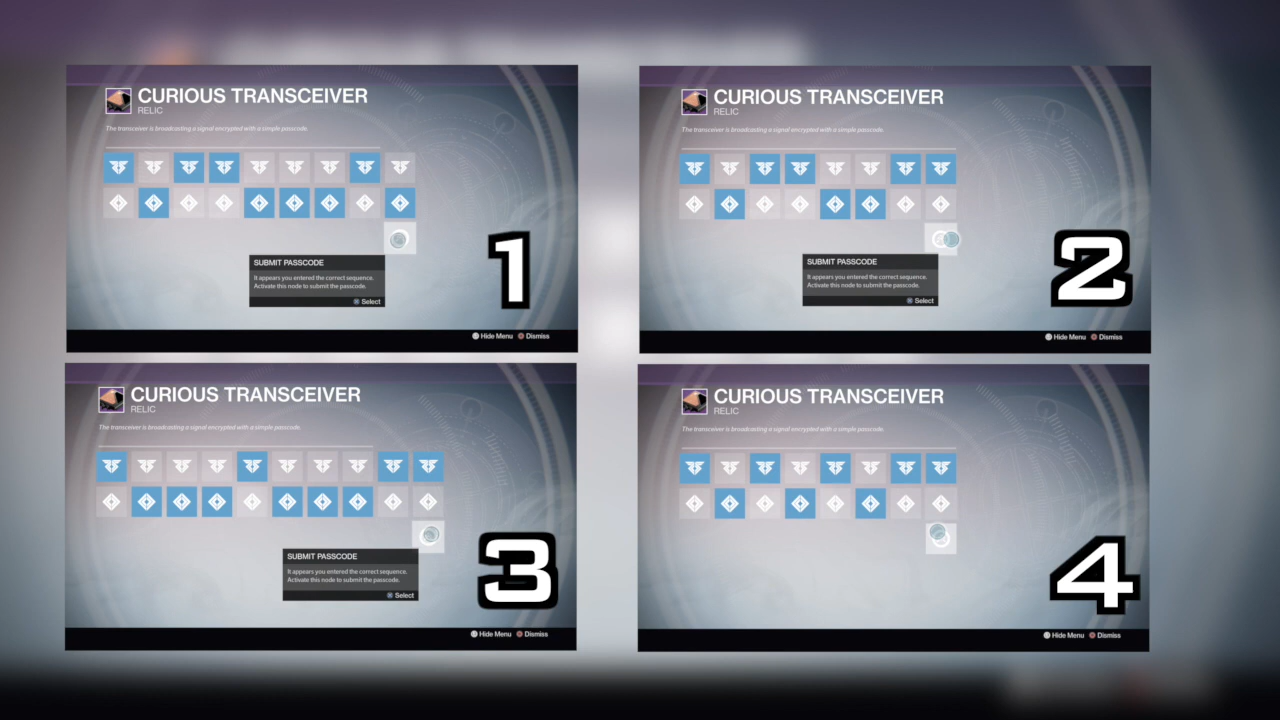 CURIOUS TRANSCEIVER
RELIC
The transceiver is broadcasting a signal encrypted with a simple passcode.
SUBMIT PASSCODE
It appears you entered the correct sequence.
Activate this node to submit the passcode.
Select
1
Hide Menu Dismiss
CURIOUS TRANSCEIVER
RELIC
The transceiver is broadcasting a signal encrypted with a simple passcode.
SUBMIT PASSCODE
It appears you entered the correct sequence.
Activate this node to submit the passcode.
Select
2
Hide Menu Dismiss
CURIOUS TRANSCEIVER
RELIC
The transceiver is broadcasting a signal encrypted with a simple passcode.
SUBMIT PASSCODE
It appears you entered the correct sequence.
Activate this node to submit the passcode.
Select
3
Hide Menu Dismiss
CURIOUS TRANSCEIVER
RELIC
The transceiver is broadcasting a signal encrypted with a simple passcode.
4
Hide Menu Dismiss